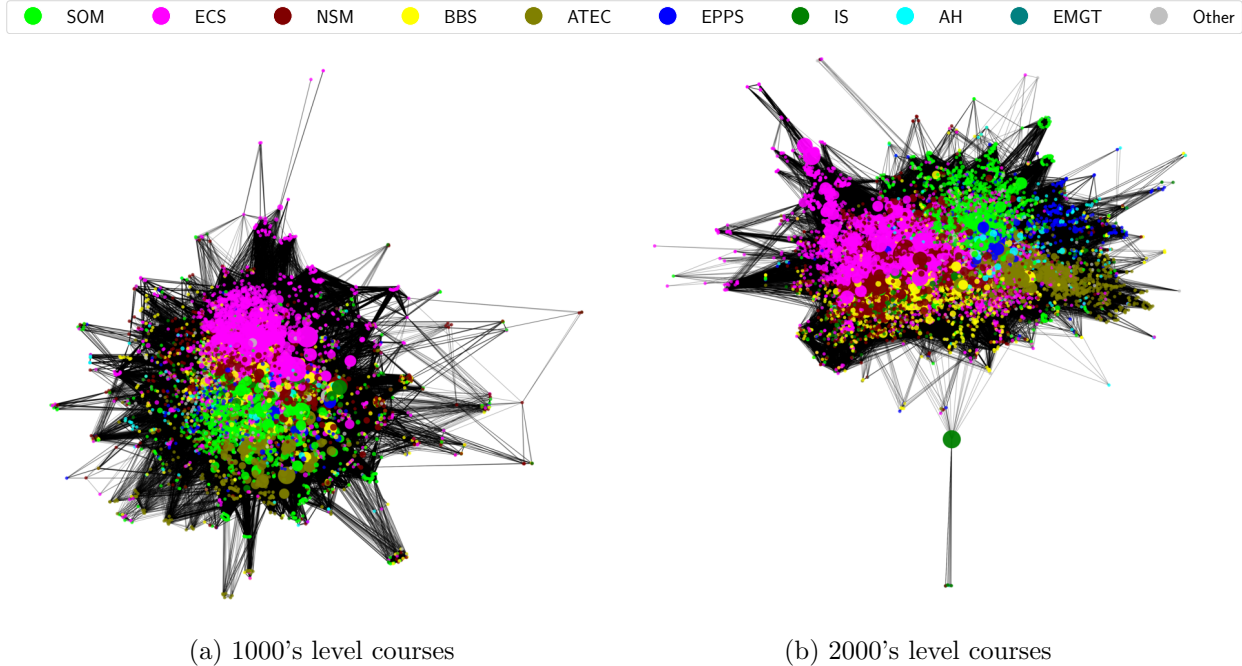 SOM ECS NSM BBS ATEC EPPS IS AH EMGT Other
(a) 1000's level courses
(b) 2000's level courses